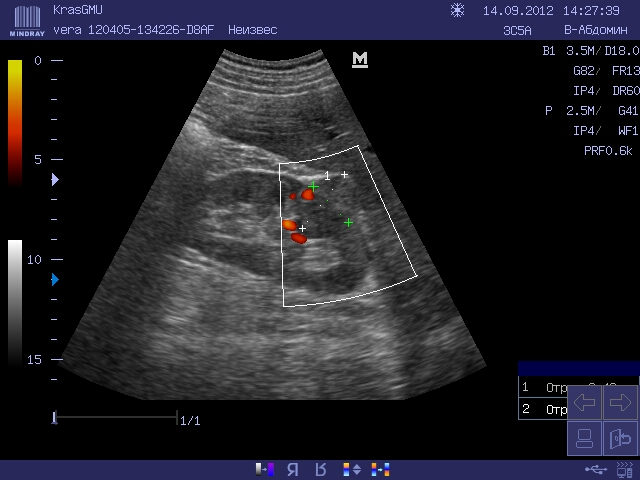 KrasGMU
14.09.2012 14:27:39
MINDRAY
vera 120405-134226-D8AF Неизвес
3C5A
В-Абдомин
B1 3.5M/D18.0
G82/ FR13
IP4/ DR60
P 2.5M/ G41
IP4/ WF1
PRF0.6k
M
0
5
10
15
1
1/1
1 Отр
2 Отр